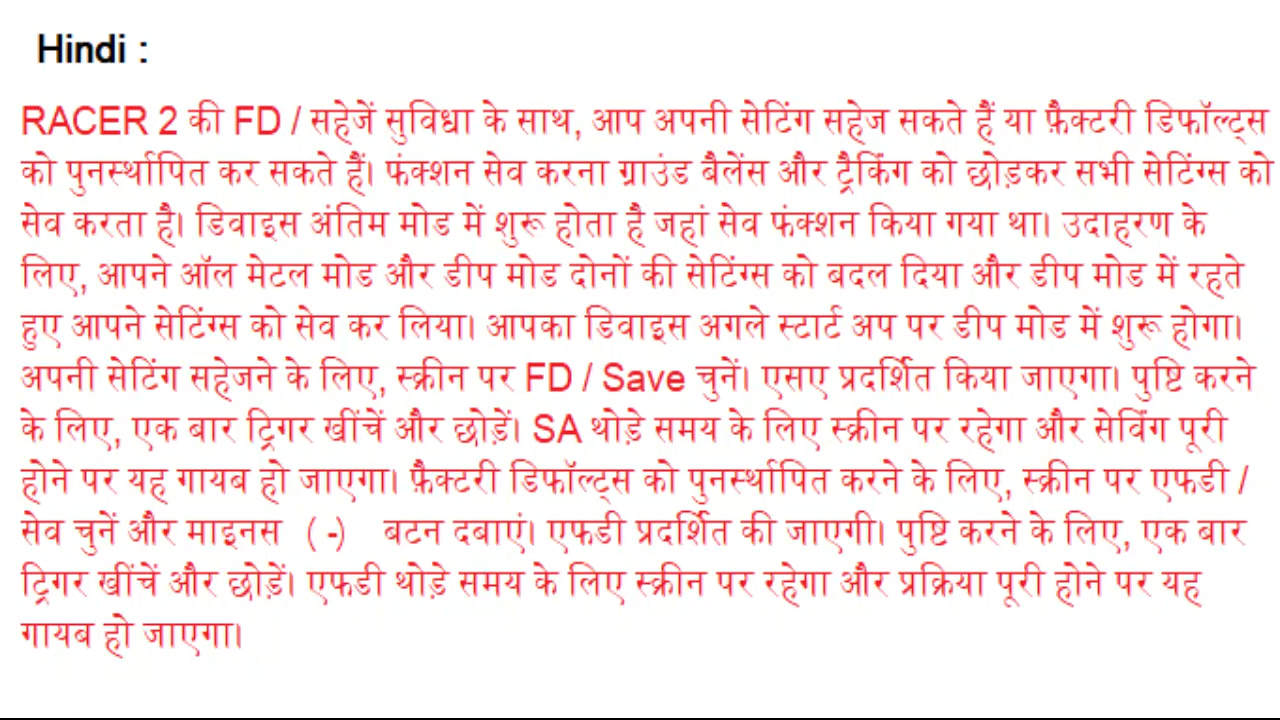 Hindi :
RACER 2 की FD / सहेजें सुविधा के साथ, आप अपनी सेटिंग सहेज सकते हैं या फ़ैक्टरी डिफॉल्ट्स
को पुनर्स्थापित कर सकते हैं। फंक्शन सेव करना ग्राउंड बैलेंस और ट्रैकिंग को छोड़कर सभी सेटिंग्स को
सेव करता है। डिवाइस अंतिम मोड में शुरू होता है जहां सेव फंक्शन किया गया था। उदाहरण के
लिए, आपने ऑल मेटल मोड और डीप मोड दोनों की सेटिंग्स को बदल दिया और डीप मोड में रहते
हुए आपने सेटिंग्स को सेव कर लिया। आपका डिवाइस अगले स्टार्ट अप पर डीप मोड में शुरू होगा।
अपनी सेटिंग सहेजने के लिए, स्क्रीन पर FD / Save चुनें। एसए प्रदर्शित किया जाएगा। पुष्टि करने
के लिए, एक बार ट्रिगर खींचें और छोड़ें। SA थोड़े समय के लिए स्क्रीन पर रहेगा और सेविंग पूरी
होने पर यह गायब हो जाएगा। फ़ैक्टरी डिफॉल्ट्स को पुनर्स्थापित करने के लिए, स्क्रीन पर एफडी /
सेव चुनें और माइनस ( -) बटन दबाएं। एफडी प्रदर्शित की जाएगी। पुष्टि करने के लिए, एक बार
ट्रिगर खींचें और छोड़ें। एफडी थोड़े समय के लिए स्क्रीन पर रहेगा और प्रक्रिया पूरी होने पर यह
गायब हो जाएगा।